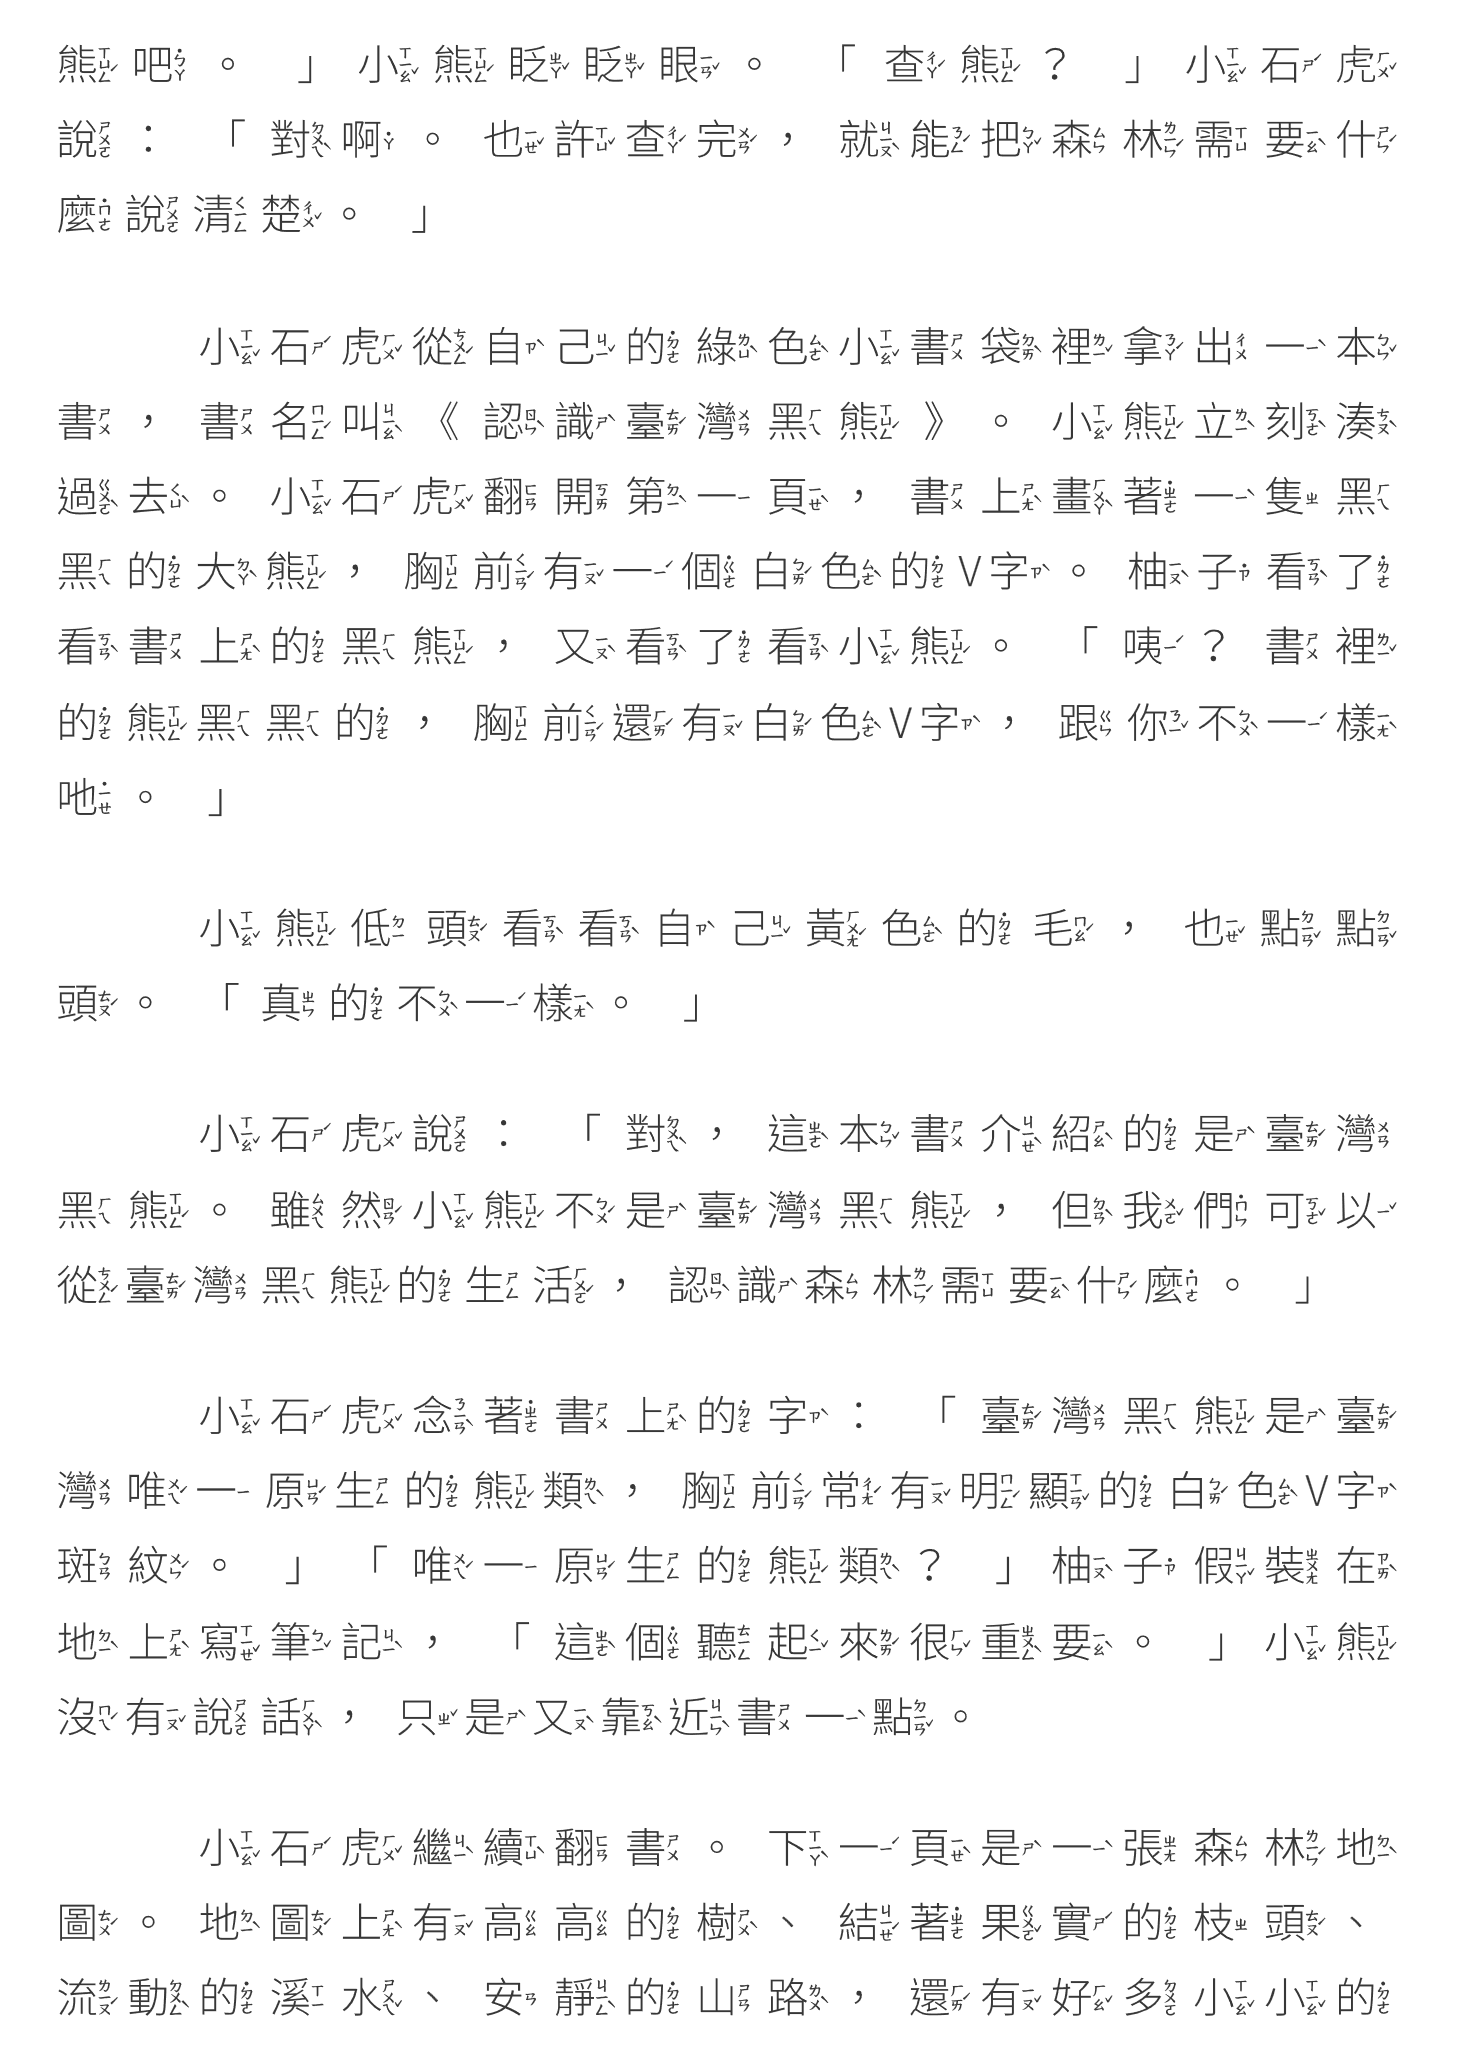 熊吧。」小熊眨眨眼。「查熊？」小石虎
說：「對啊。也許查完，就能把森林需要什
麼說清楚。」
小石虎從自己的綠色小書袋裡拿出一本
書，書名叫《認識臺灣黑熊》。小熊立刻湊
過去。小石虎翻開第一頁，書上畫著一隻黑
黑的大熊，胸前有一個白色的V字。柚子看了
看書上的黑熊，又看了看小熊。「咦？書裡
的熊黑黑的，胸前還有白色V字，跟你不一樣
吔。」
小熊低頭看看自己黃色的毛，也點點
頭。「真的不一樣。」
小石虎說：「對，這本書介紹的是臺灣
黑熊。雖然小熊不是臺灣黑熊，但我們可以
從臺灣黑熊的生活，認識森林需要什麼。」
小石虎念著書上的字：「臺灣黑熊是臺
灣唯一原生的熊類，胸前常有明顯的白色V字
斑紋。」「唯一原生的熊類？」柚子假裝在
地上寫筆記，「這個聽起來很重要。」小熊
沒有說話，只是又靠近書一點。
小石虎繼續翻書。下一頁是一張森林地
圖。地圖上有高高的樹、結著果實的枝頭、
流動的溪水、安靜的山路，還有好多小小的